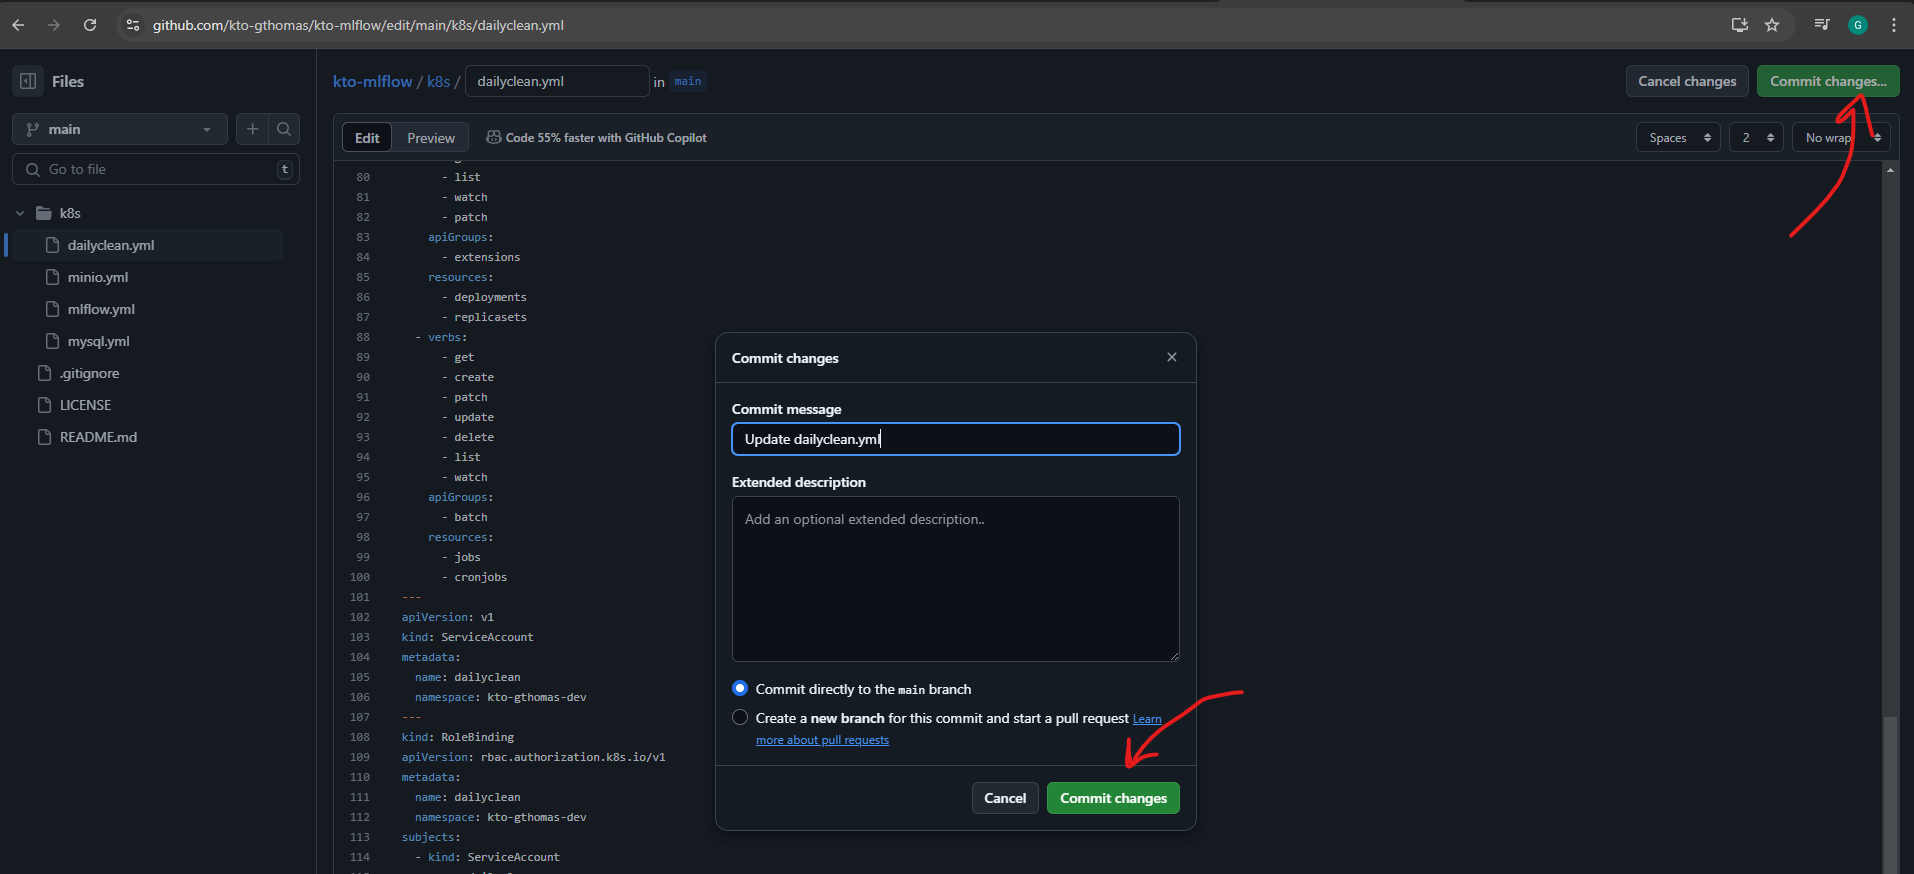 github.com/kto-gthomas/kto-mlflow/edit/main/k8s/dailyclean.yml
G
Files
kto-mlflow / k8s / dailyclean.yml in main
Cancel changes
Commit changes...
main
Go to file
t
Edit
Preview
Code 55% faster with GitHub Copilot
Spaces
2
No wrap
k8s
dailyclean.yml
minio.yml
mlflow.yml
mysql.yml
.gitignore
LICENSE
README.md
80 - list
81 - watch
82 - patch
83 apiGroups:
84 - extensions
85 resources:
86 - deployments
87 - replicasets
88 - verbs:
89 - get
90 - create
91 - patch
92 - update
93 - delete
94 - list
95 - watch
96 apiGroups:
97 - batch
98 resources:
99 - jobs
100 - cronjobs
101 ---
102 apiVersion: v1
103 kind: ServiceAccount
104 metadata:
105 name: dailyclean
106 namespace: kto-gthomas-dev
107 ---
108 kind: RoleBinding
109 apiVersion: rbac.authorization.k8s.io/v1
110 metadata:
111 name: dailyclean
112 namespace: kto-gthomas-dev
113 subjects:
114 - kind: ServiceAccount
Commit changes
Commit message
Update dailyclean.yml
Extended description
Add an optional extended description..
Commit directly to the main branch
Create a new branch for this commit and start a pull request Learn
more about pull requests
Cancel
Commit changes